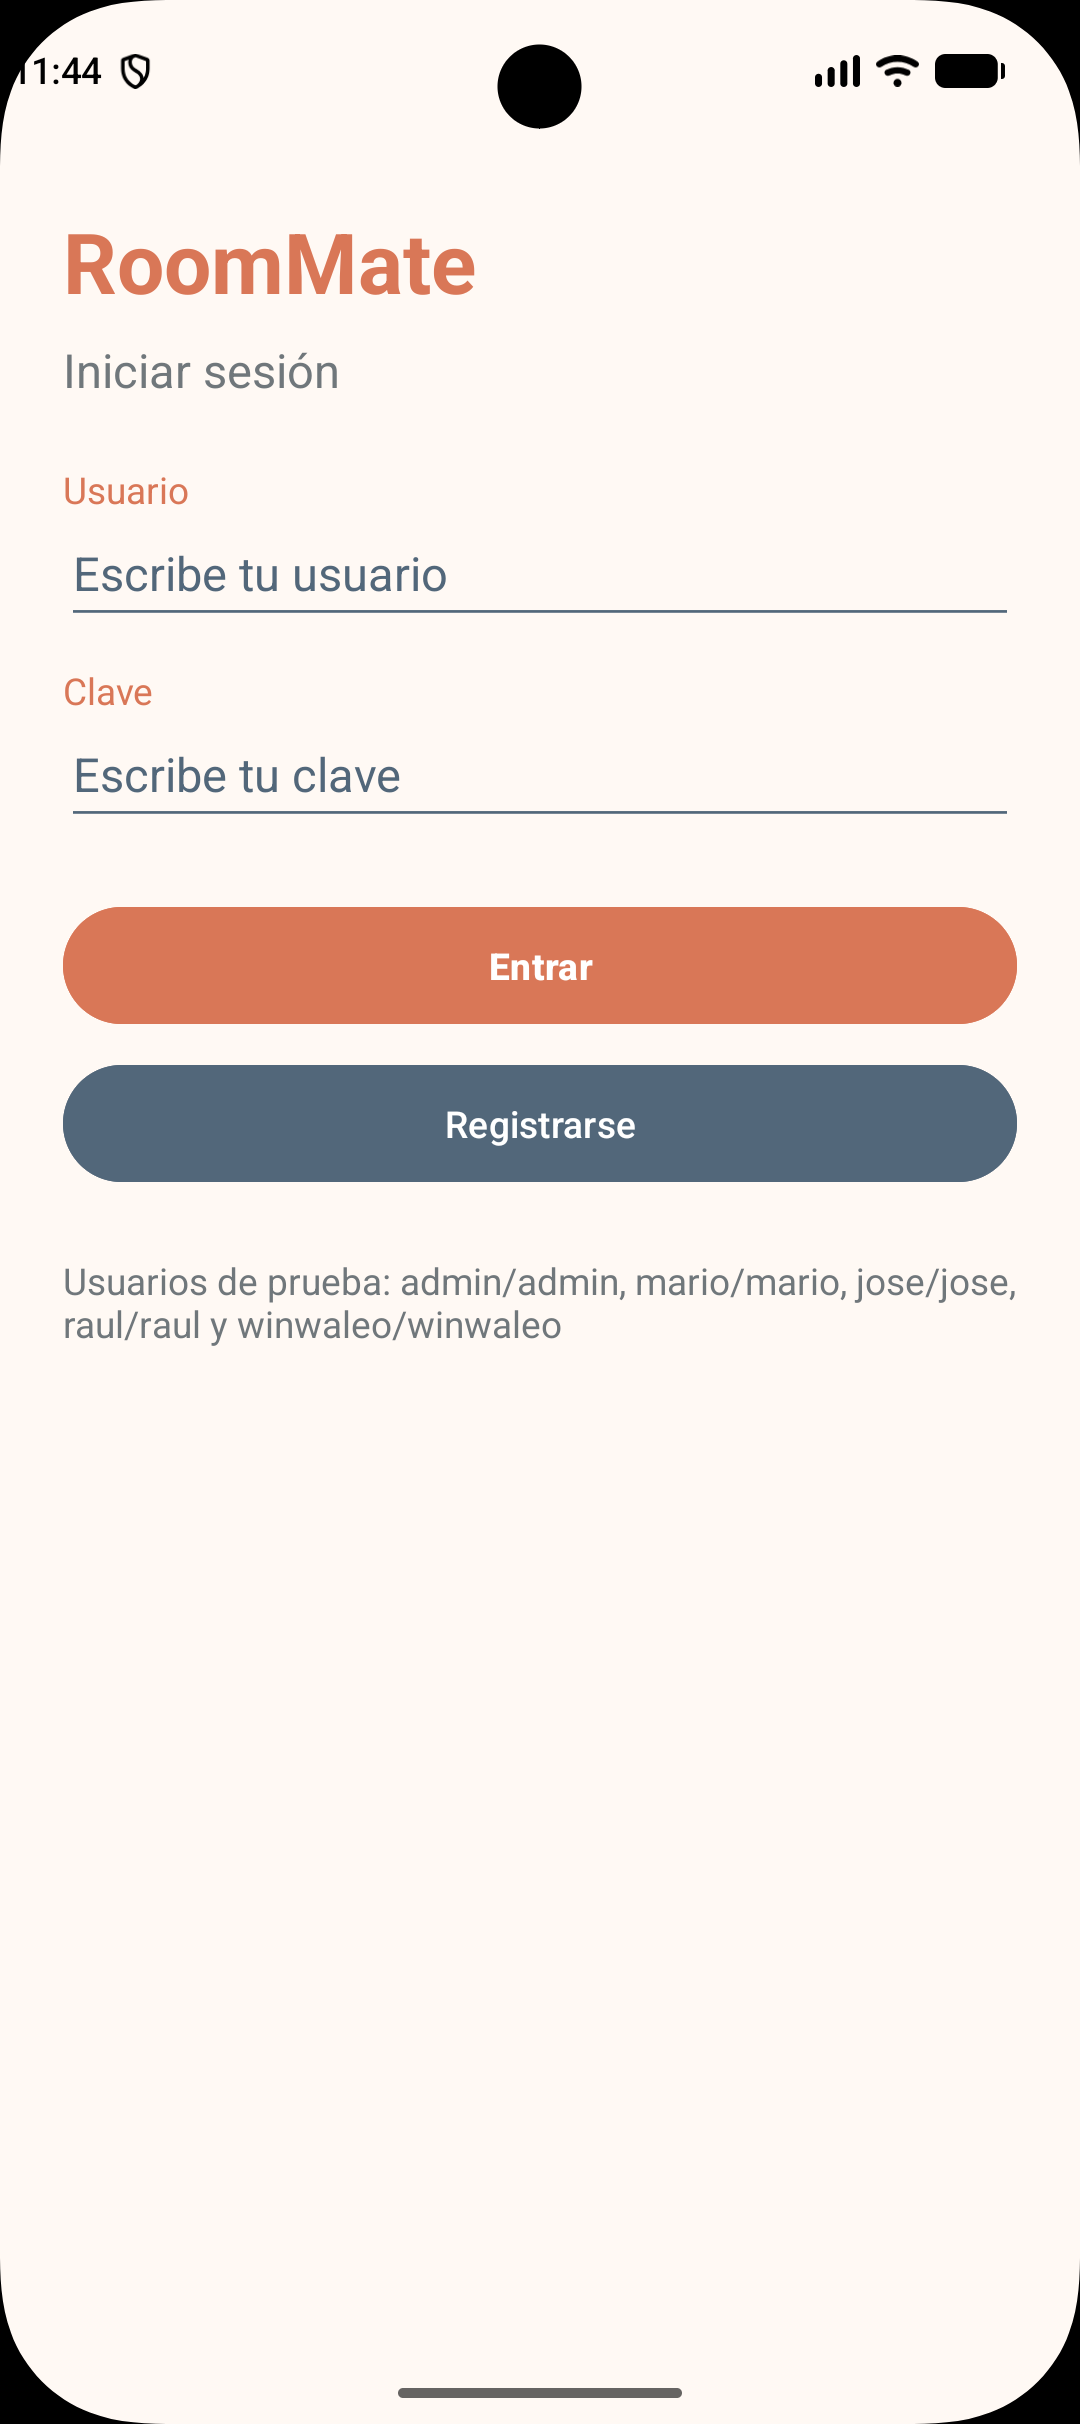 11:44
RoomMate
Iniciar sesión
Usuario
Escribe tu usuario
Clave
Escribe tu clave
Entrar
Registrarse
Usuarios de prueba: admin/admin, mario/mario, jose/jose,
raul/raul y winwaleo/winwaleo